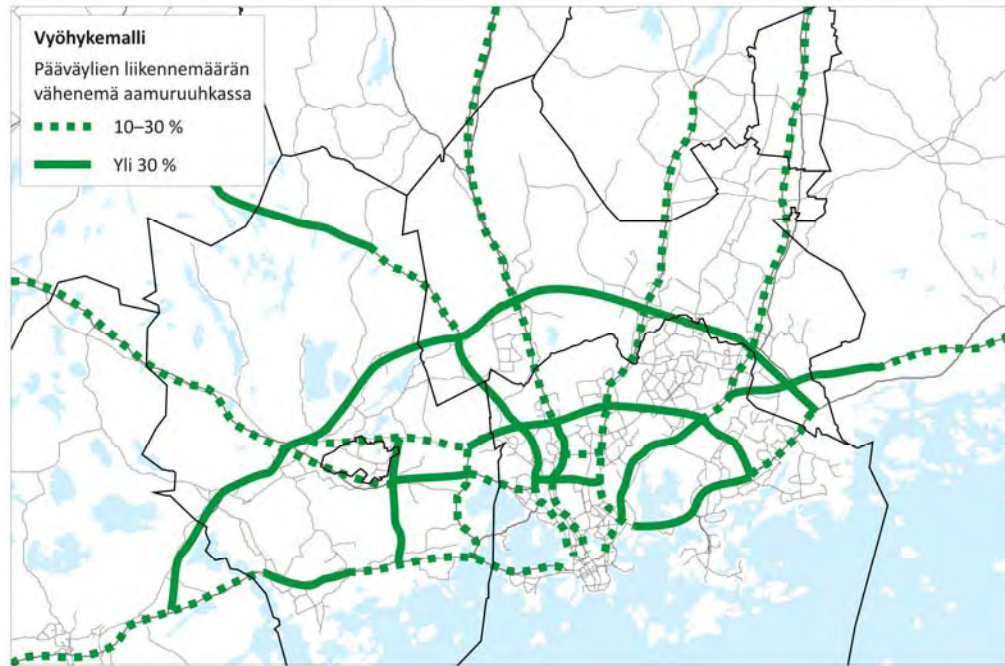 Vyöhykemalli
Pääväylien liikennemäärän
vähenemä aamuruuhkassa
10–30 %
Yli 30 %